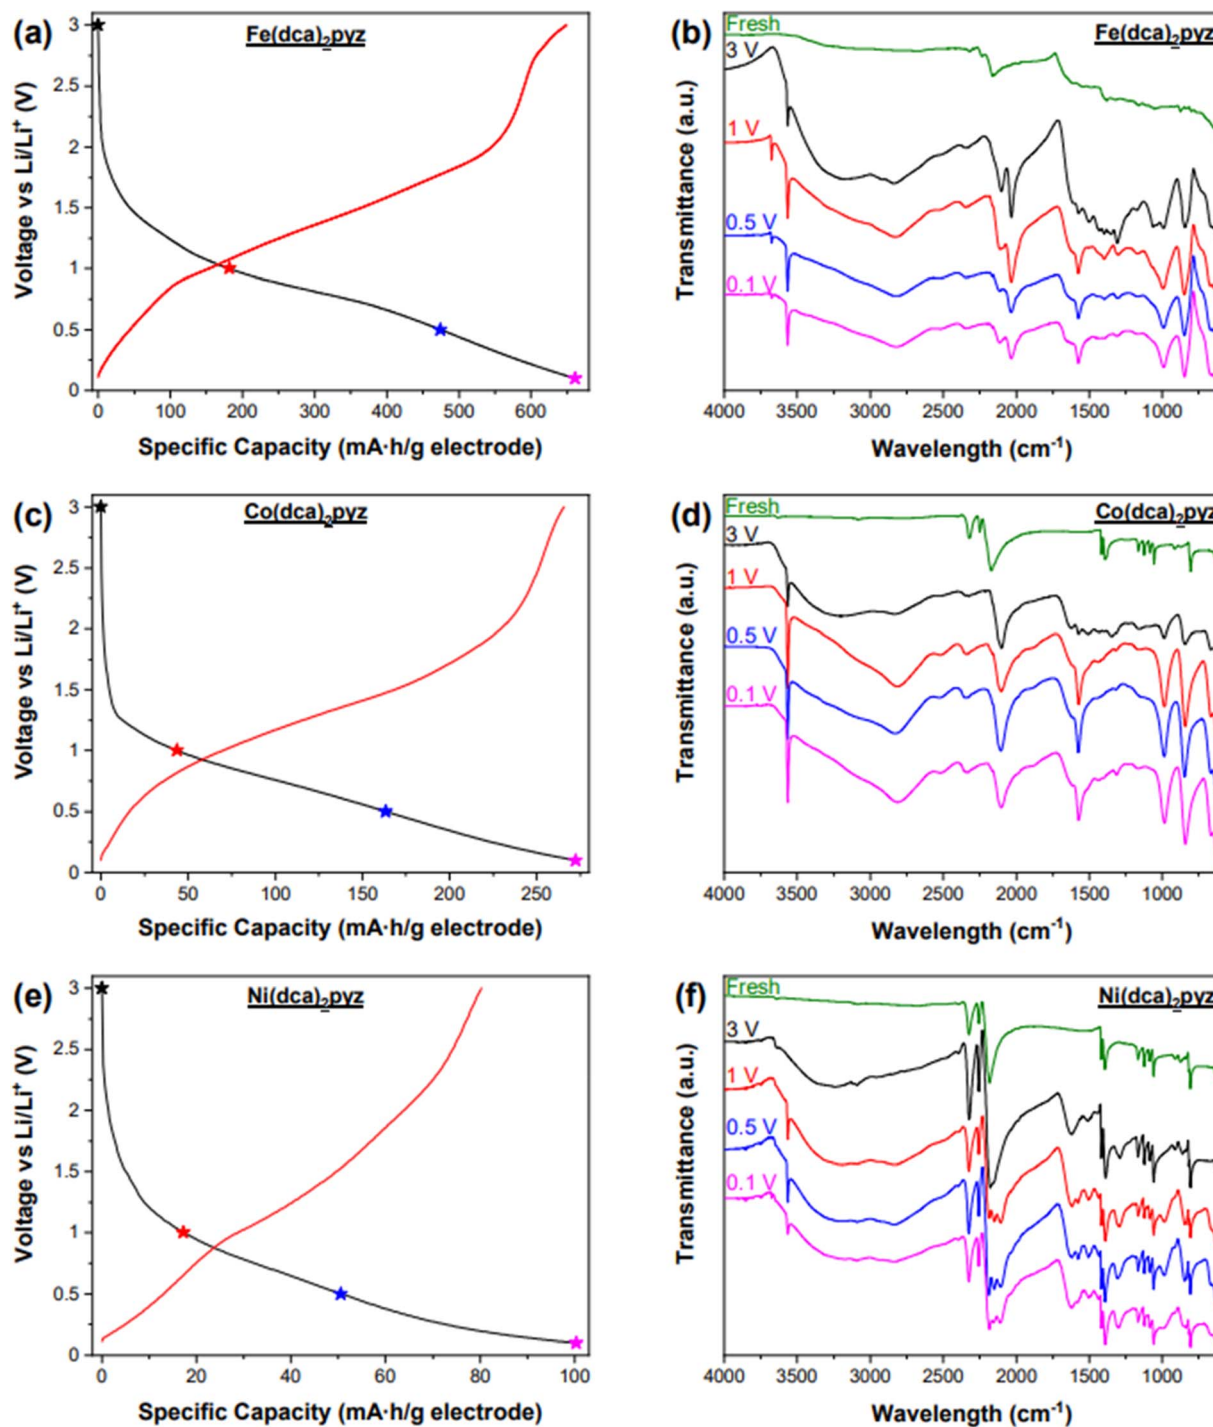 (a)
Fe(dca)₂pyz
3
2.5
2
1.5
1
0.5
0
Voltage vs Li/Li⁺ (V)
0 100 200 300 400 500 600
Specific Capacity (mA·h/g electrode)
(b)
Fe(dca)₂pyz
Fresh
3 V
1 V
0.5 V
0.1 V
Transmittance (a.u.)
4000 3500 3000 2500 2000 1500 1000
Wavelength (cm⁻¹)
(c)
Co(dca)₂pyz
3
2.5
2
1.5
1
0.5
0
Voltage vs Li/Li⁺ (V)
0 50 100 150 200 250
Specific Capacity (mA·h/g electrode)
(d)
Co(dca)₂pyz
Fresh
3 V
1 V
0.5 V
0.1 V
Transmittance (a.u.)
4000 3500 3000 2500 2000 1500 1000
Wavelength (cm⁻¹)
(e)
Ni(dca)₂pyz
3
2.5
2
1.5
1
0.5
0
Voltage vs Li/Li⁺ (V)
0 20 40 60 80 100
Specific Capacity (mA·h/g electrode)
(f)
Ni(dca)₂pyz
Fresh
3 V
1 V
0.5 V
0.1 V
Transmittance (a.u.)
4000 3500 3000 2500 2000 1500 1000
Wavelength (cm⁻¹)